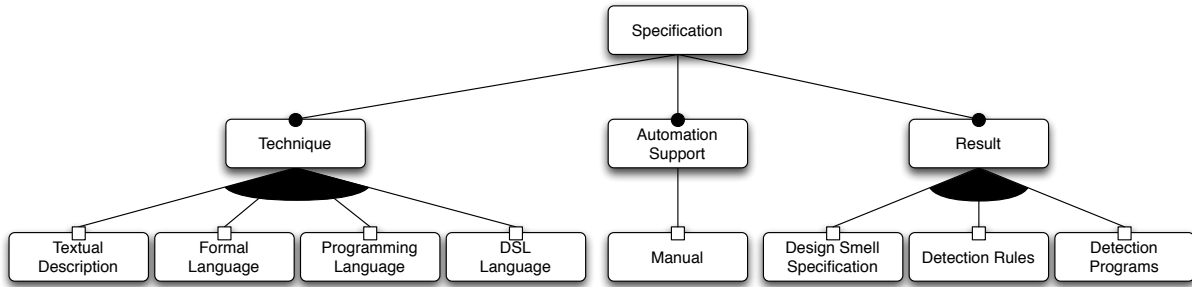 Specification
Technique
Automation
Support
Result
Textual
Description
Formal
Language
Programming
Language
DSL
Language
Manual
Design Smell
Specification
Detection Rules
Detection
Programs